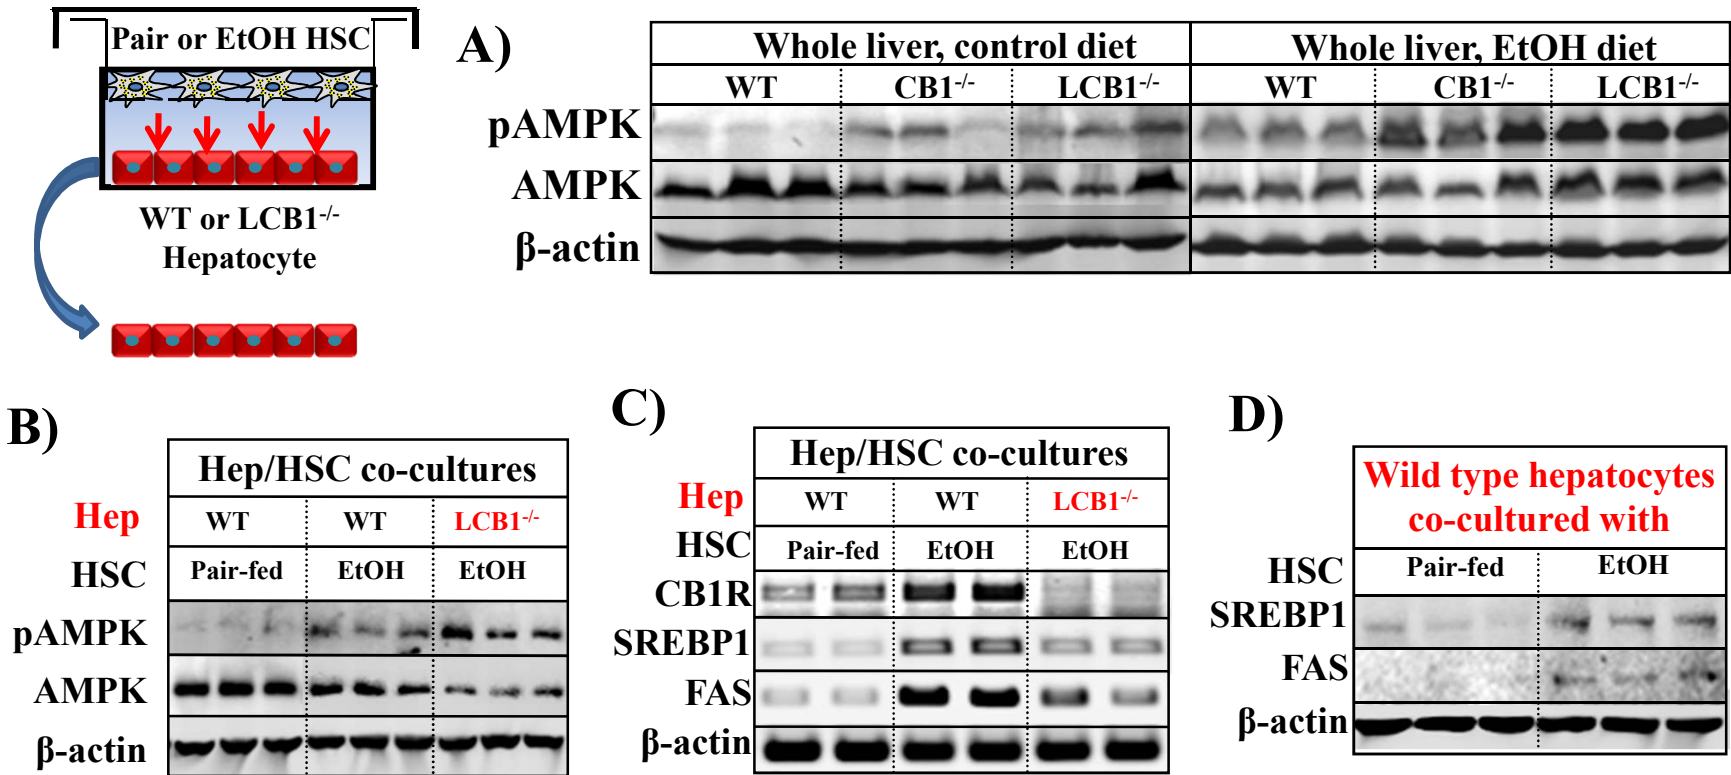 Pair or EtOH HSC
WT or LCB1-/-
Hepatocyte
A)
Whole liver, control diet
Whole liver, EtOH diet
WT CB1-/- LCB1-/- WT CB1-/- LCB1-/-
pAMPK
AMPK
β-actin
B)
Hep/HSC co-cultures
Hep WT WT LCB1-/-
HSC Pair-fed EtOH EtOH
pAMPK
AMPK
β-actin
C)
Hep/HSC co-cultures
Hep WT WT LCB1-/-
HSC Pair-fed EtOH EtOH
CB1R
SREBP1
FAS
β-actin
D)
Wild type hepatocytes
co-cultured with
HSC Pair-fed EtOH
SREBP1
FAS
β-actin